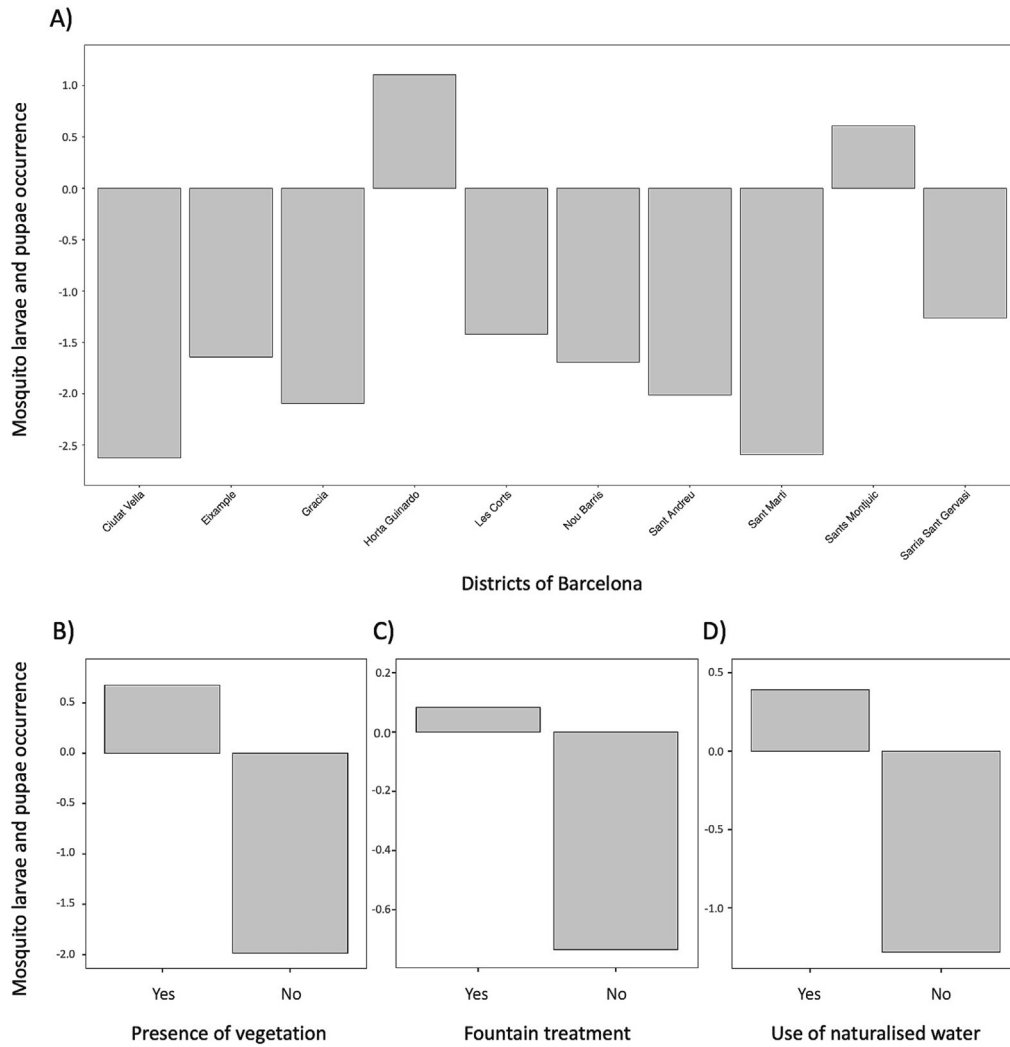 A)
Mosquito larvae and pupae occurrence
1.0
0.5
0.0
-0.5
-1.0
-1.5
-2.0
-2.5
Ciutat Vella
Eixample
Gracia
Horta Guinardo
Les Corts
Nou Barris
Sant Andreu
Sant Marti
Sants Montjuic
Sarria Sant Gervasi
Districts of Barcelona
B)
Mosquito larvae and pupae occurrence
0.5
0.0
-0.5
-1.0
-1.5
-2.0
Yes No
Presence of vegetation
C)
0.2
0.0
-0.2
-0.4
-0.6
Yes No
Fountain treatment
D)
0.5
0.0
-0.5
-1.0
Yes No
Use of naturalised water